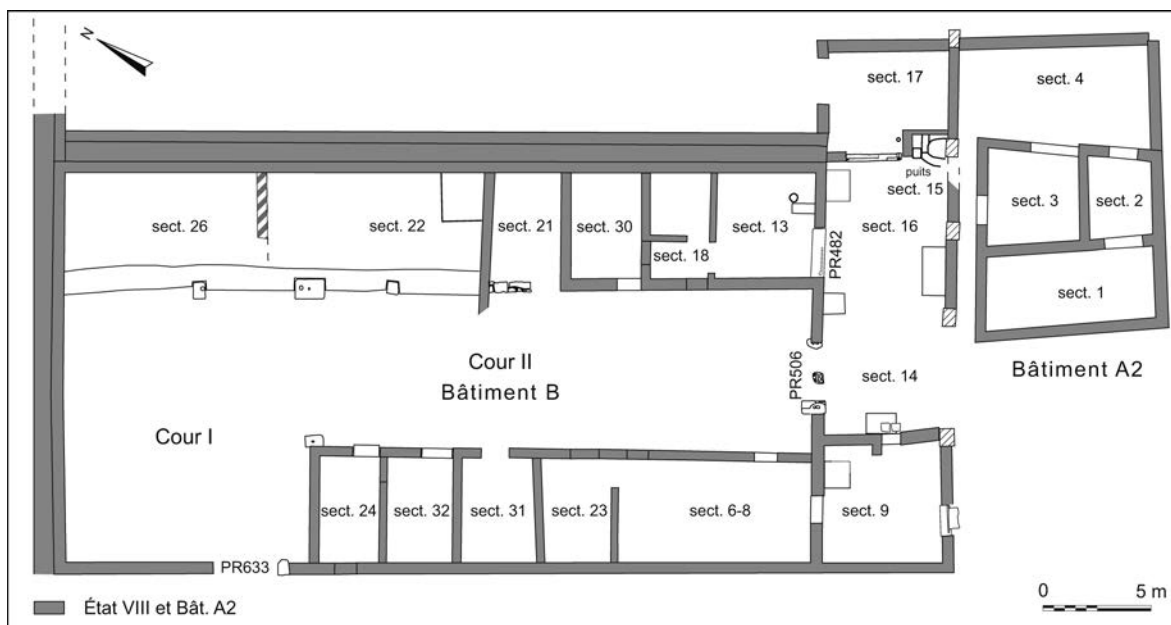 N
sect. 17
sect. 4
puits
sect. 15
sect. 3
sect. 2
sect. 26
sect. 22
sect. 21
sect. 30
sect. 18
sect. 13
PR482
sect. 16
sect. 1
Cour II
Bâtiment B
PR506
sect. 14
Bâtiment A2
Cour I
sect. 24
sect. 32
sect. 31
sect. 23
sect. 6-8
sect. 9
PR633
État VIII et Bât. A2
0 5 m